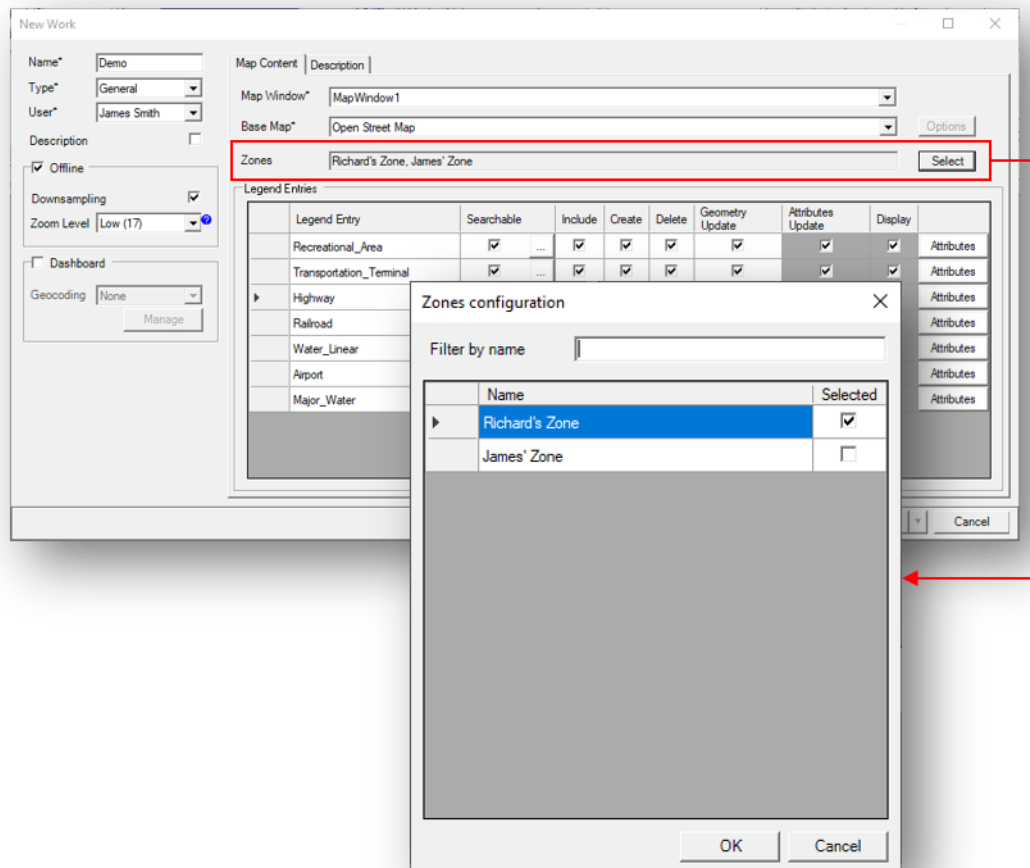 New Work
Name* Demo
Type* General
User* James Smith
Description
Offline
Downsampling
Zoom Level Low (17) ?
Dashboard
Geocoding None
Manage
Map Content Description
Map Window* MapWindow1
Base Map* Open Street Map Options
Zones Richard's Zone, James' Zone Select
Legend Entries
Legend Entry Searchable Include Create Delete Geometry Update Attributes Update Display
Recreational_Area ... Attributes
Transportation_Terminal ... Attributes
Highway Attributes
Railroad Attributes
Water_Linear Attributes
Airport Attributes
Major_Water Attributes
Cancel
Zones configuration
Filter by name
Name Selected
Richard's Zone
James' Zone
OK Cancel